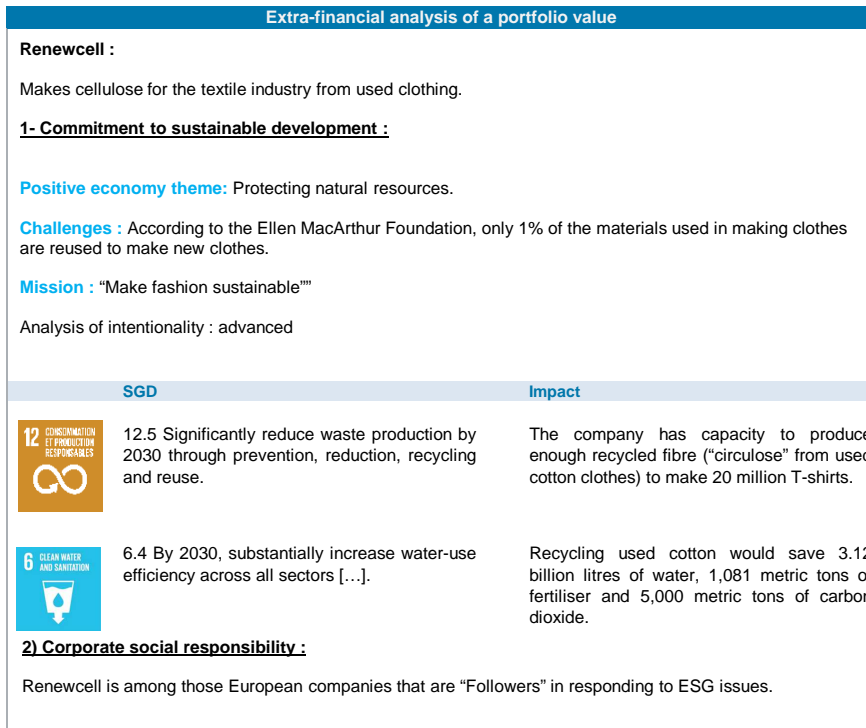 Extra-financial analysis of a portfolio value
Renewcell :
Makes cellulose for the textile industry from used clothing.
1- Commitment to sustainable development :
Positive economy theme: Protecting natural resources.
Challenges : According to the Ellen MacArthur Foundation, only 1% of the materials used in making clothes
are reused to make new clothes.
Mission : “Make fashion sustainable””
Analysis of intentionality : advanced
SGD
Impact
12 CONSOMMATION
ET PRODUCTION
RESPONSABLES
12.5 Significantly reduce waste production by
2030 through prevention, reduction, recycling
and reuse.
The company has capacity to produce
enough recycled fibre (“circulose” from used
cotton clothes) to make 20 million T-shirts.
6 CLEAN WATER
AND SANITATION
6.4 By 2030, substantially increase water-use
efficiency across all sectors […].
Recycling used cotton would save 3.12
billion litres of water, 1,081 metric tons of
fertiliser and 5,000 metric tons of carbon
dioxide.
2) Corporate social responsibility :
Renewcell is among those European companies that are “Followers” in responding to ESG issues.